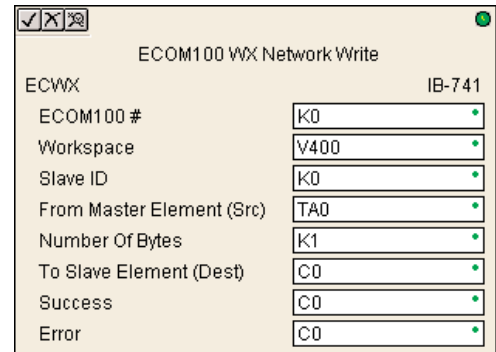 ECOM100 WX Network Write
ECWX IB-741
ECOM100 # K0
Workspace V400
Slave ID K0
From Master Element (Src) TA0
Number Of Bytes K1
To Slave Element (Dest) C0
Success C0
Error C0